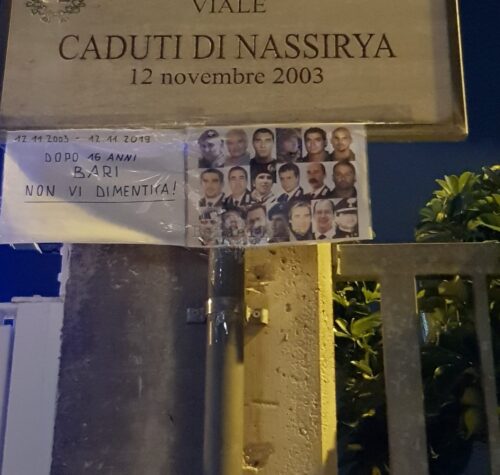 VIALE
CADUTI DI NASSIRYA
12 novembre 2003
12.11.2003 - 12.11.2019
DOPO 16 ANNI
BARI
NON VI DIMENTICA!